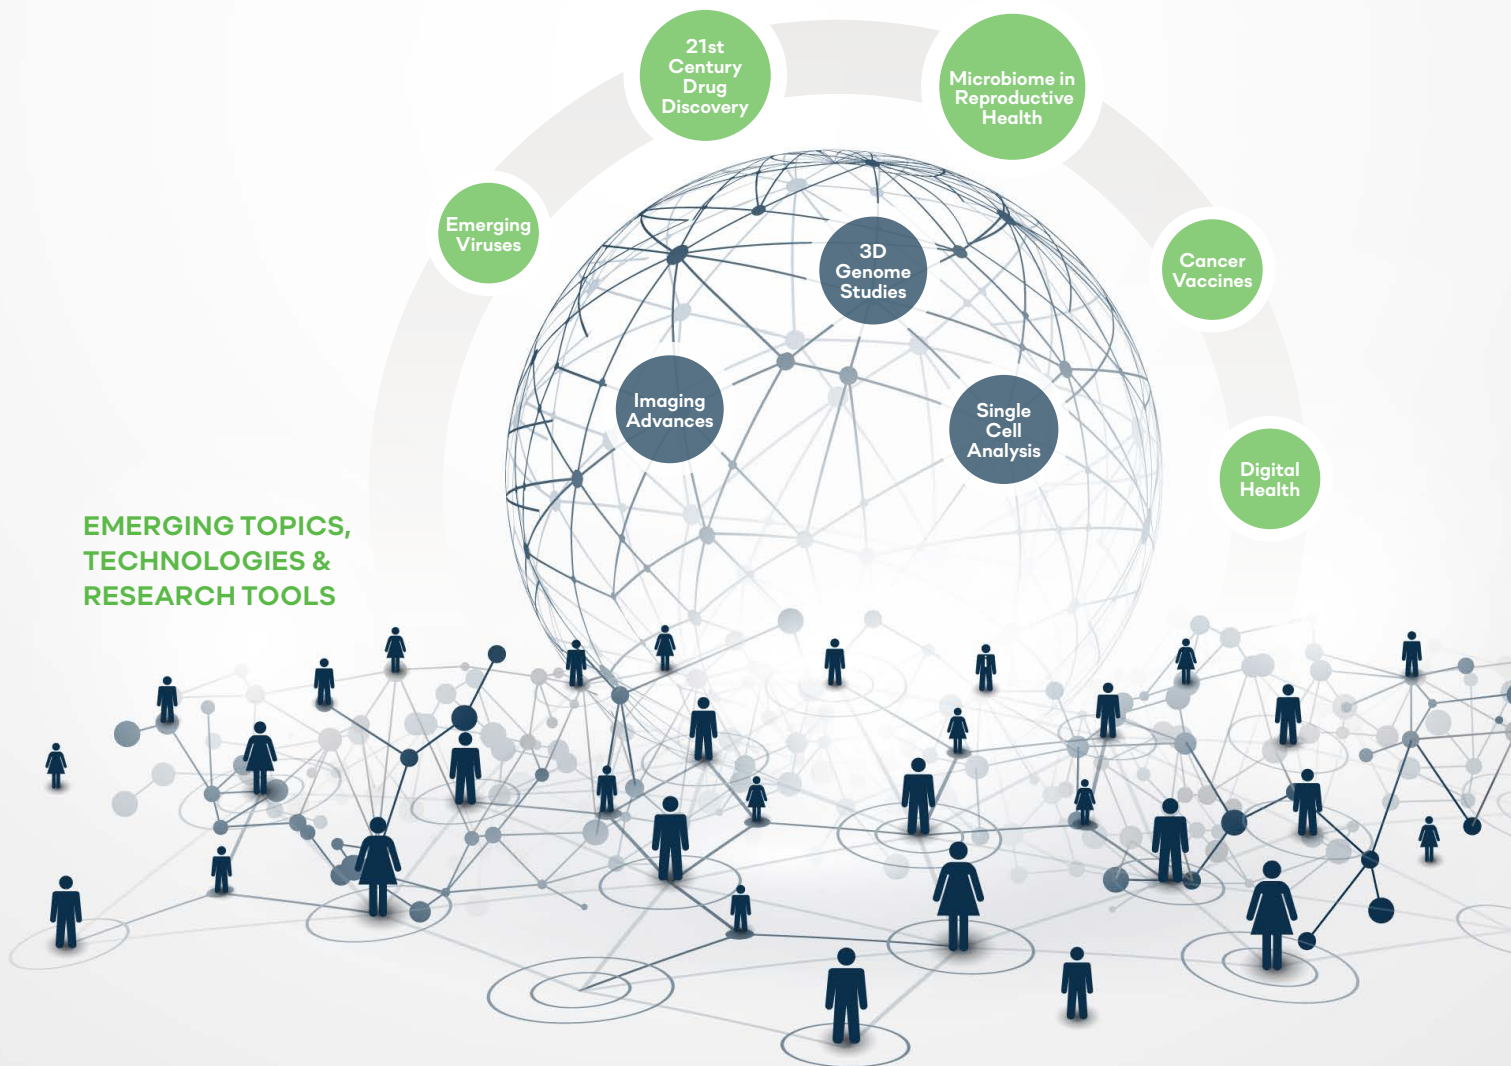 21st
Century
Drug
Discovery
Microbiome in
Reproductive
Health
Emerging
Viruses
3D
Genome
Studies
Cancer
Vaccines
Imaging
Advances
Single
Cell
Analysis
Digital
Health
EMERGING TOPICS,
TECHNOLOGIES &
RESEARCH TOOLS